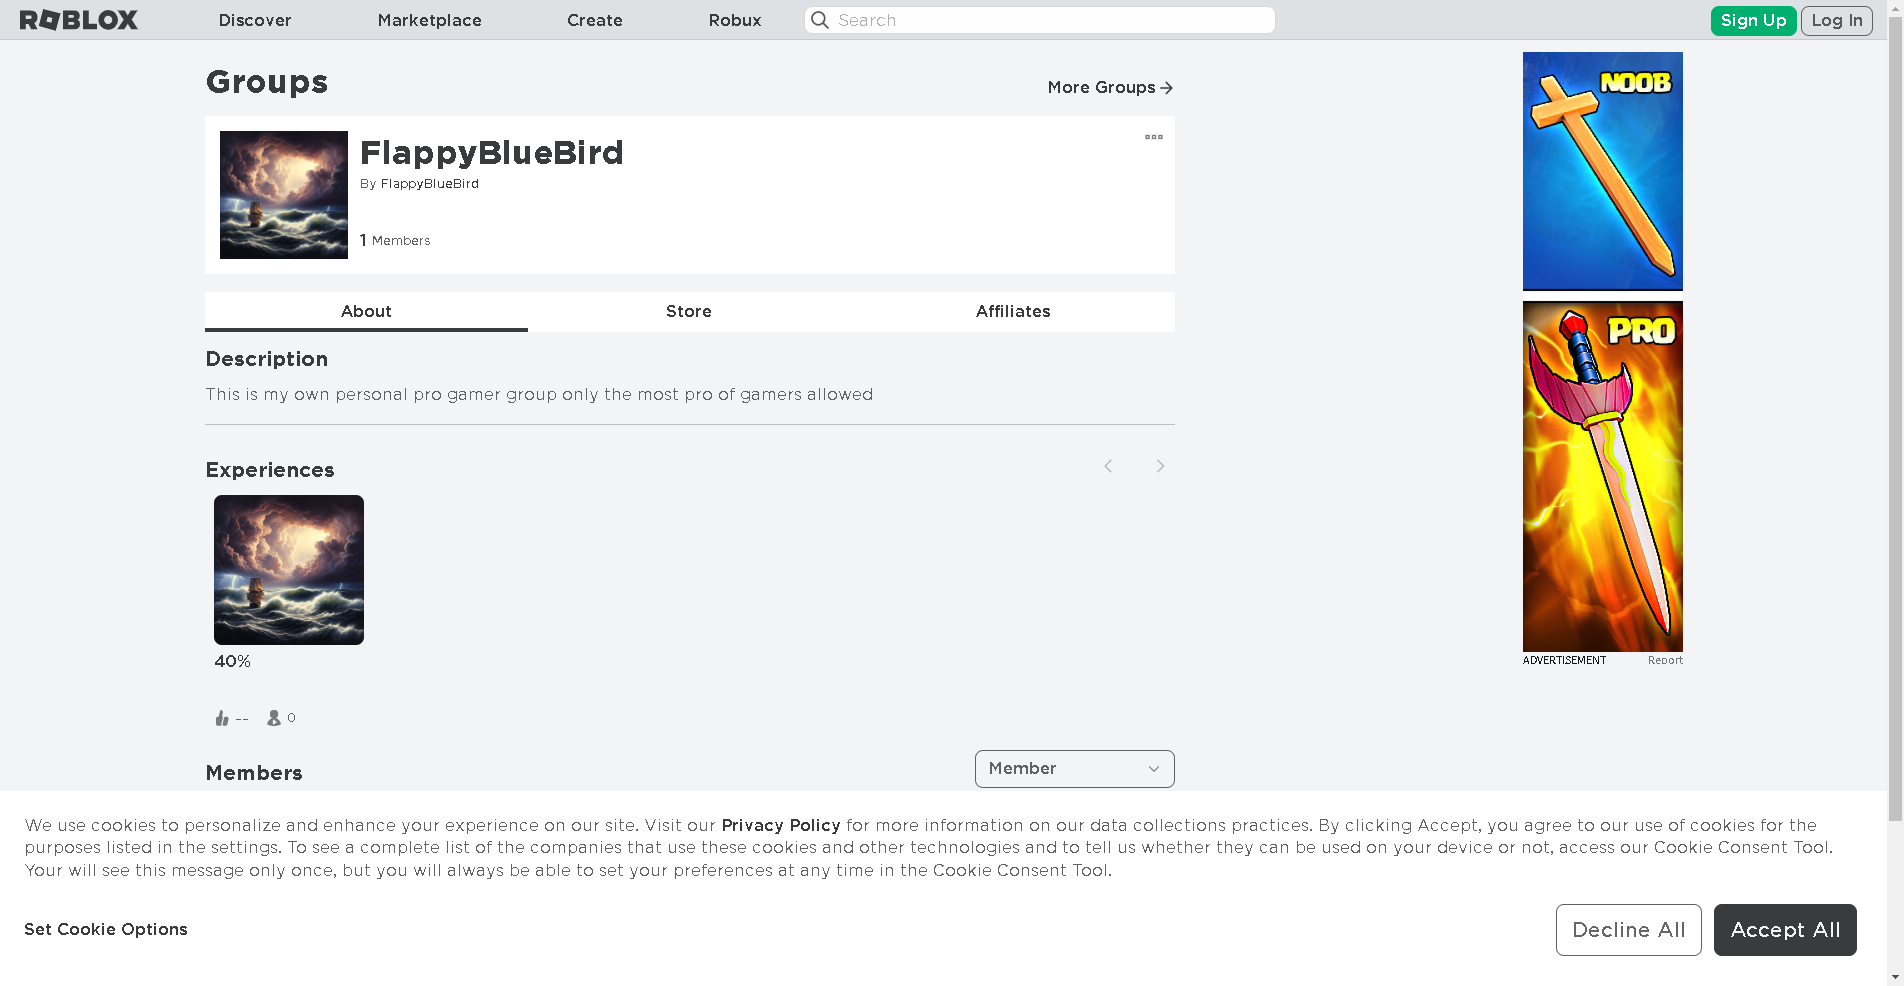 ROBLOX Discover Marketplace Create Robux Search Sign Up Log In
Groups
More Groups
FlappyBlueBird
By FlappyBlueBird
1 Members
About Store Affiliates
Description
This is my own personal pro gamer group only the most pro of gamers allowed
Experiences
40%
-- 0
Members
Member
NOOB
PRO
ADVERTISEMENT Report
We use cookies to personalize and enhance your experience on our site. Visit our Privacy Policy for more information on our data collections practices. By clicking Accept, you agree to our use of cookies for the
purposes listed in the settings. To see a complete list of the companies that use these cookies and other technologies and to tell us whether they can be used on your device or not, access our Cookie Consent Tool.
Your will see this message only once, but you will always be able to set your preferences at any time in the Cookie Consent Tool.
Set Cookie Options
Decline All
Accept All